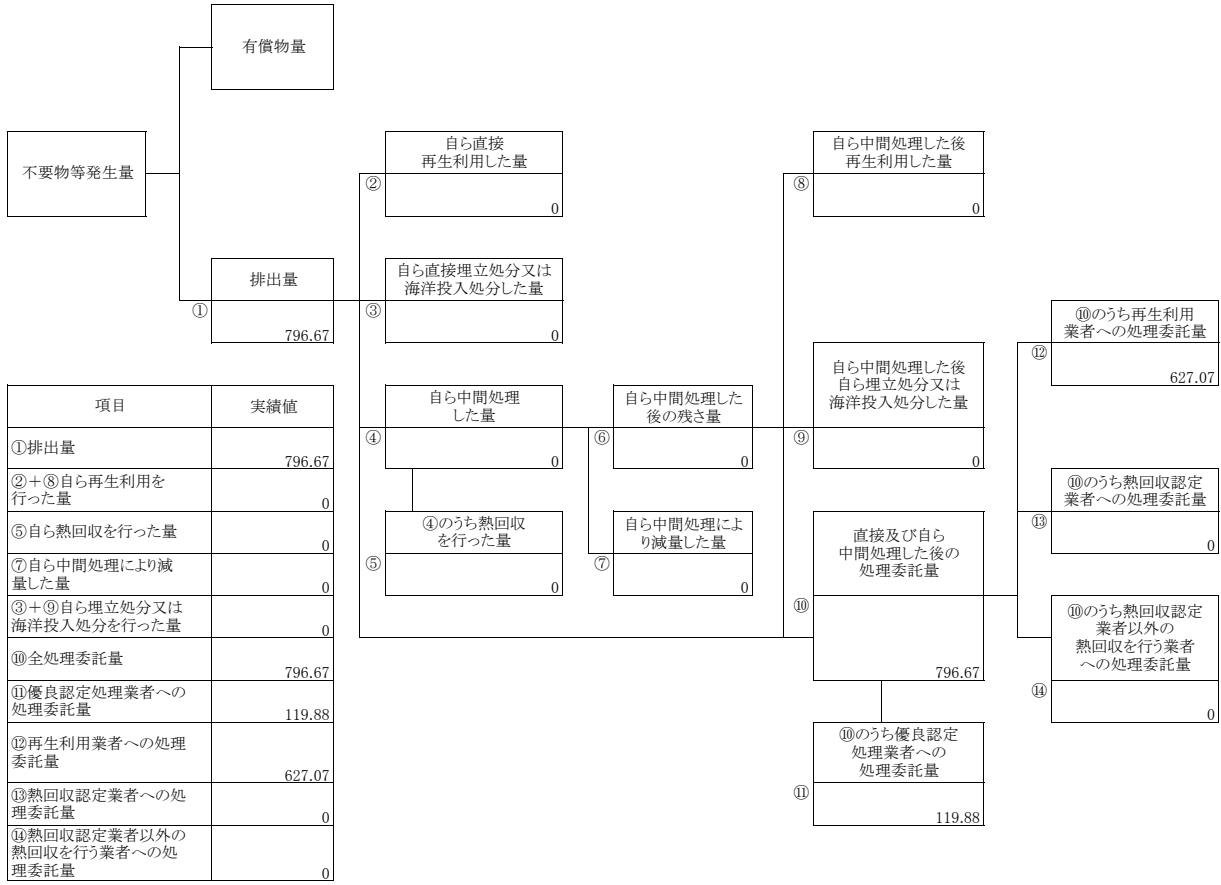 有償物量
不要物等発生量
自ら直接
再生利用した量
②
0
自ら中間処理した後
再生利用した量
⑧
0
排出量
①
796.67
自ら直接埋立処分又は
海洋投入処分した量
③
0
⑩のうち再生利用
業者への処理委託量
⑫
627.07
自ら中間処理
した量
④
0
自ら中間処理した
後の残さ量
⑥
0
自ら中間処理した後
自ら埋立処分又は
海洋投入処分した量
⑨
0
⑩のうち熱回収認定
業者への処理委託量
⑬
0
④のうち熱回収
を行った量
⑤
0
自ら中間処理によ
り減量した量
⑦
0
直接及び自ら
中間処理した後の
処理委託量
⑩
796.67
⑩のうち熱回収認定
業者以外の
熱回収を行う業者
への処理委託量
⑭
0
⑩のうち優良認定
処理業者への
処理委託量
⑪
119.88
項目 実績値
①排出量
796.67
②+⑧自ら再生利用を
行った量
0
⑤自ら熱回収を行った量
0
⑦自ら中間処理により減
量した量
0
③+⑨自ら埋立処分又は
海洋投入処分を行った量
0
⑩全処理委託量
796.67
⑪優良認定処理業者への
処理委託量
119.88
⑫再生利用業者への処理
委託量
627.07
⑬熱回収認定業者への処
理委託量
0
⑭熱回収認定業者以外の
熱回収を行う業者への処
理委託量
0